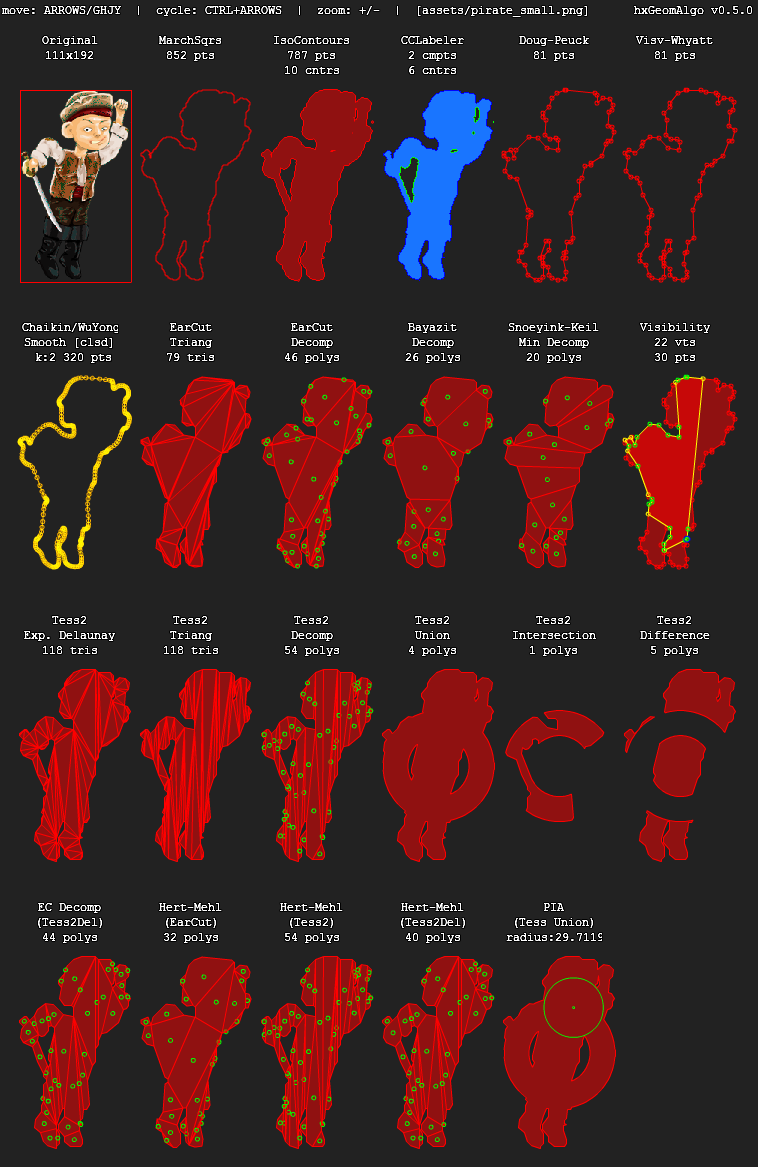 move: ARROWS/GHJY | cycle: CTRL+ARROWS | zoom: +/- | [assets/pirate_small.png] hxGeomAlgo v0.5.0
Original
111x192
MarchSqrs
852 pts
IsoContours
787 pts
10 cntrs
CCLabeler
2 cmpts
6 cntrs
Doug-Peuck
81 pts
Visv-Whyatt
81 pts
Chaikin/WuYong
Smooth [clsd]
k:2 320 pts
EarCut
Triang
79 tris
EarCut
Decomp
46 polys
Bayazit
Decomp
26 polys
Snoeyink-Keil
Min Decomp
20 polys
Visibility
22 vts
30 pts
Tess2
Exp. Delaunay
118 tris
Tess2
Triang
118 tris
Tess2
Decomp
54 polys
Tess2
Union
4 polys
Tess2
Intersection
1 polys
Tess2
Difference
5 polys
EC Decomp
(Tess2Del)
44 polys
Hert-Mehl
(EarCut)
32 polys
Hert-Mehl
(Tess2)
54 polys
Hert-Mehl
(Tess2Del)
40 polys
PIA
(Tess Union)
radius:29.7119